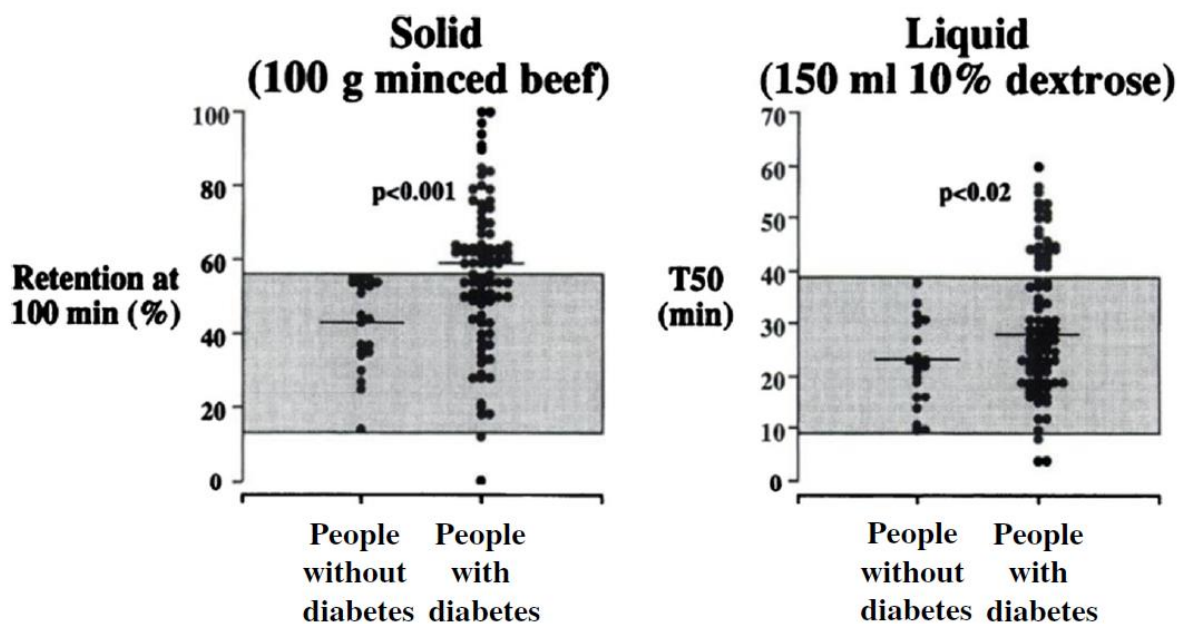 Solid
(100 g minced beef)
100
80
60
40
20
0
Retention at
100 min (%)
p<0.001
People
without
diabetes
People
with
diabetes
Liquid
(150 ml 10% dextrose)
70
60
50
40
30
20
10
0
T50
(min)
p<0.02
People
without
diabetes
People
with
diabetes